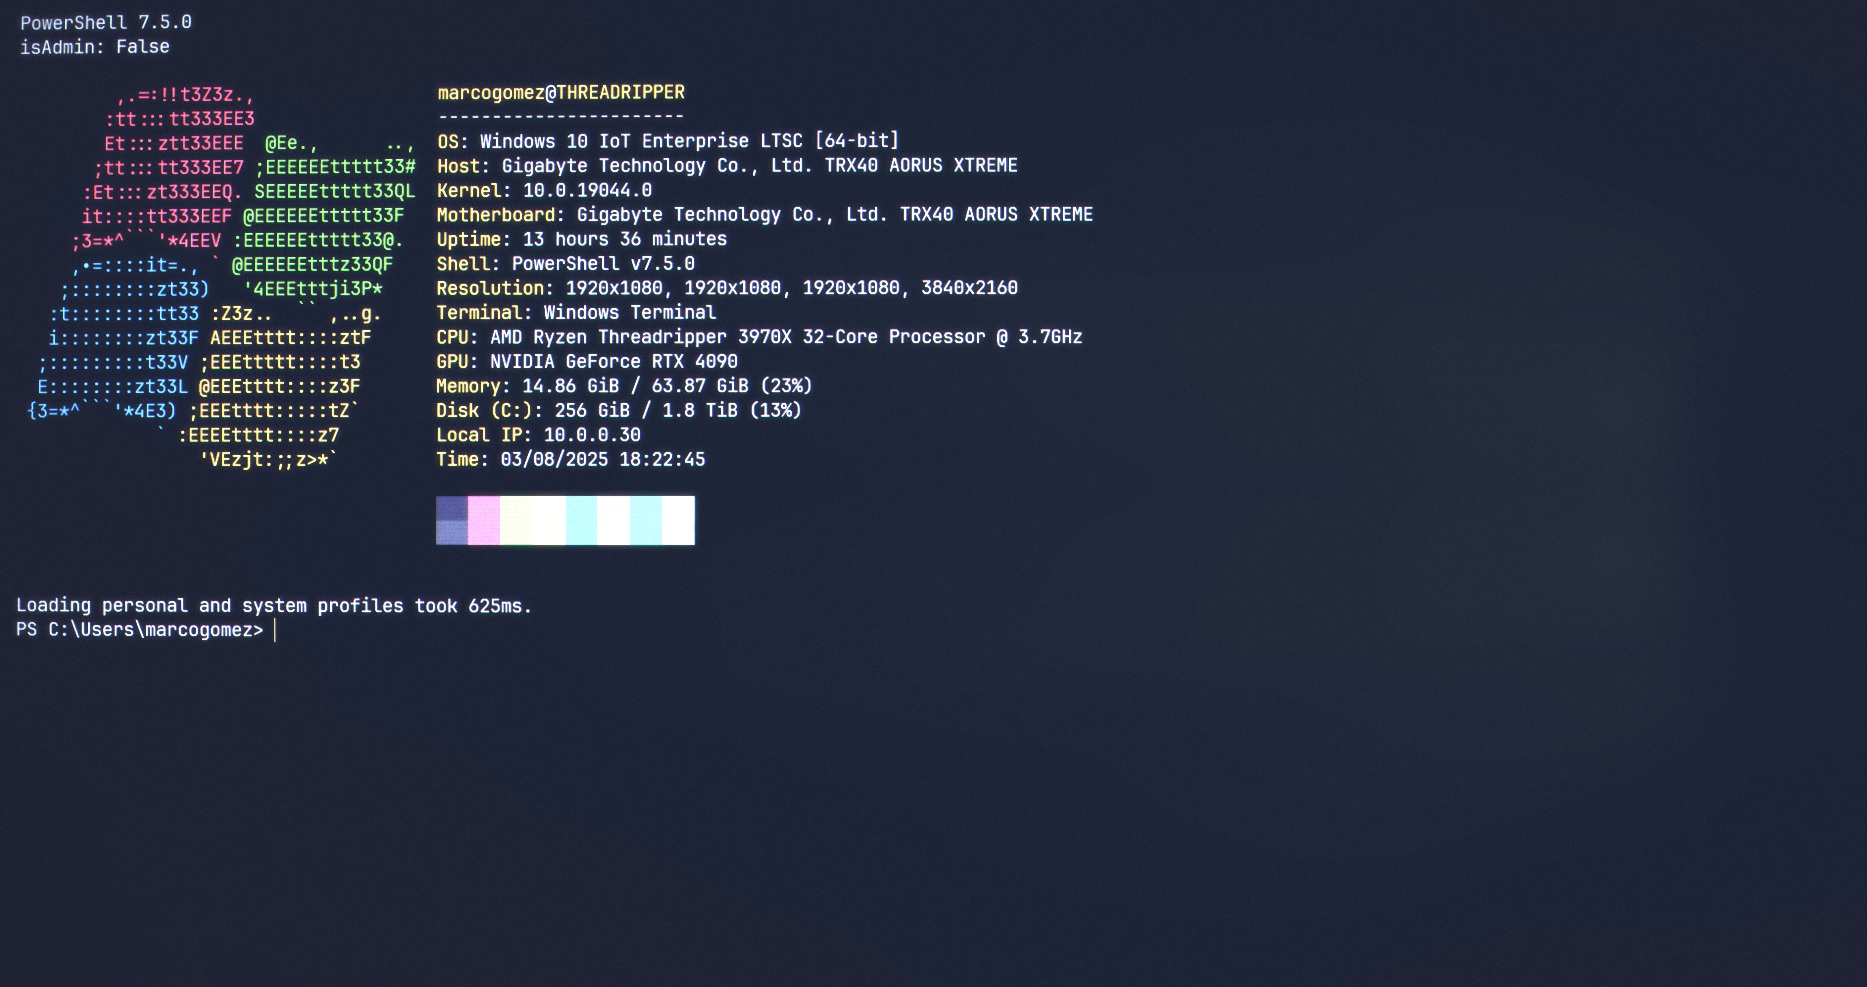 PowerShell 7.5.0
isAdmin: False
,.=:!!t3Z3z.,
:tt:::tt333EE3
Et:::ztt33EEE  @Ee.,      ..,
;tt:::tt333EE7 ;EEEEEEttttt33#
:Et:::zt333EEQ. SEEEEEttttt33QL
it::::tt333EEF @EEEEEEttttt33F
;3=*^```'*4EEV :EEEEEEttttt33@.
,•=::::it=., ` @EEEEEEtttz33QF
;::::::::zt33)   '4EEEtttji3P*
:t::::::::tt33 :Z3z..  `` ,..g.
i::::::::zt33F AEEEtttt::::ztF
;:::::::::t33V ;EEEttttt::::t3
E::::::::zt33L @EEEtttt::::z3F
{3=*^```'*4E3) ;EEEtttt:::::tZ`
` :EEEEtttt::::z7
'VEzjt:;;z>*`
marcogomez@THREADRIPPER
-----------------------
OS: Windows 10 IoT Enterprise LTSC [64-bit]
Host: Gigabyte Technology Co., Ltd. TRX40 AORUS XTREME
Kernel: 10.0.19044.0
Motherboard: Gigabyte Technology Co., Ltd. TRX40 AORUS XTREME
Uptime: 13 hours 36 minutes
Shell: PowerShell v7.5.0
Resolution: 1920x1080, 1920x1080, 1920x1080, 3840x2160
Terminal: Windows Terminal
CPU: AMD Ryzen Threadripper 3970X 32-Core Processor @ 3.7GHz
GPU: NVIDIA GeForce RTX 4090
Memory: 14.86 GiB / 63.87 GiB (23%)
Disk (C:): 256 GiB / 1.8 TiB (13%)
Local IP: 10.0.0.30
Time: 03/08/2025 18:22:45
Loading personal and system profiles took 625ms.
PS C:\Users\marcogomez>